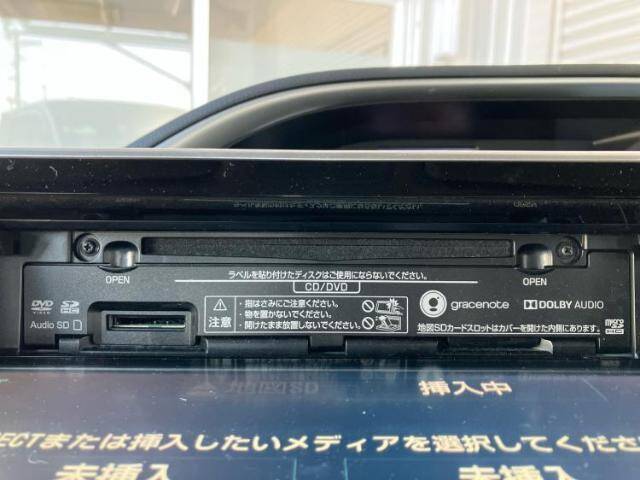 OPEN
OPEN
ラベルを貼り付けたディスクはご使用にならないでください。
CD/DVD
DVD VIDEO
SD HC
Audio SD
注意
・指はさみにご注意ください。
・物を置かないでください。
・開けたまま放置しないでください。
gracenote
DOLBY AUDIO
地図SDカードスロットはカバーを開けた内側にあります。
micro SD HC
挿入中
ECTまたは挿入したいメディアを選択してくださ
未挿入
未挿入